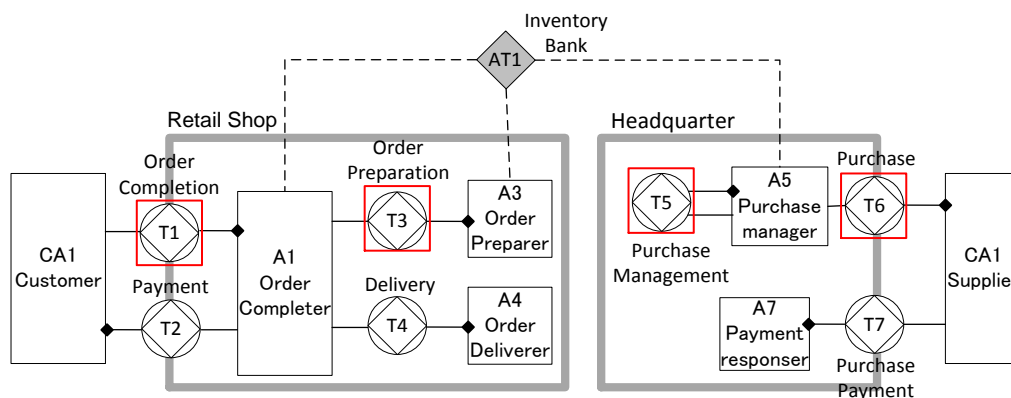 Inventory
Bank
AT1
Retail Shop
Headquarter
Order
Completion
Order
Preparation
Purchase
CA1
Customer
T1
T3
A3
Order
Preparer
T5
A5
Purchase
manager
T6
A1
Order
Completer
Purchase
Management
CA1
Supplie
Payment
Delivery
T2
T4
A4
Order
Deliverer
A7
Payment
responser
T7
Purchase
Payment